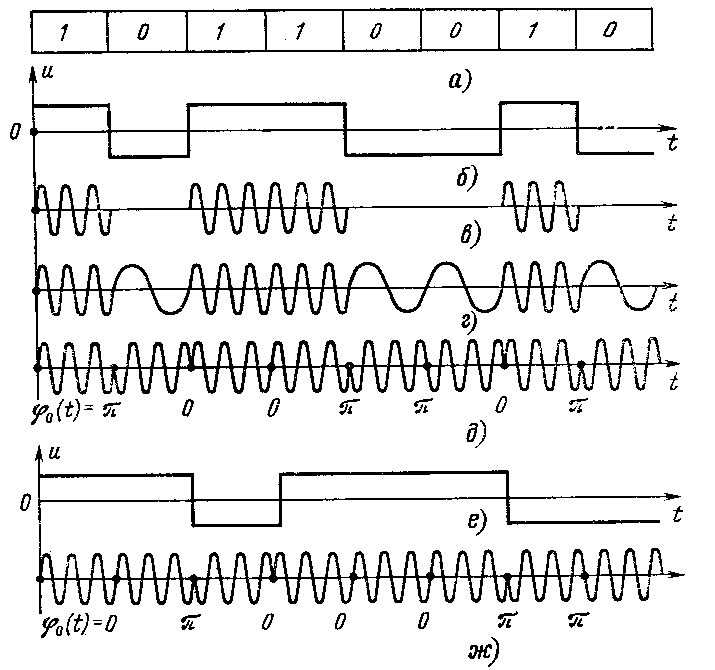 1 0 1 1 0 0 1 0
u а)
0 t
б)
t
в)
t
г)
t
φ₀(t)= π 0 0 π π 0 π
д)
u
0 е) t
φ₀(t)=0 π 0 0 0 π π
ж)